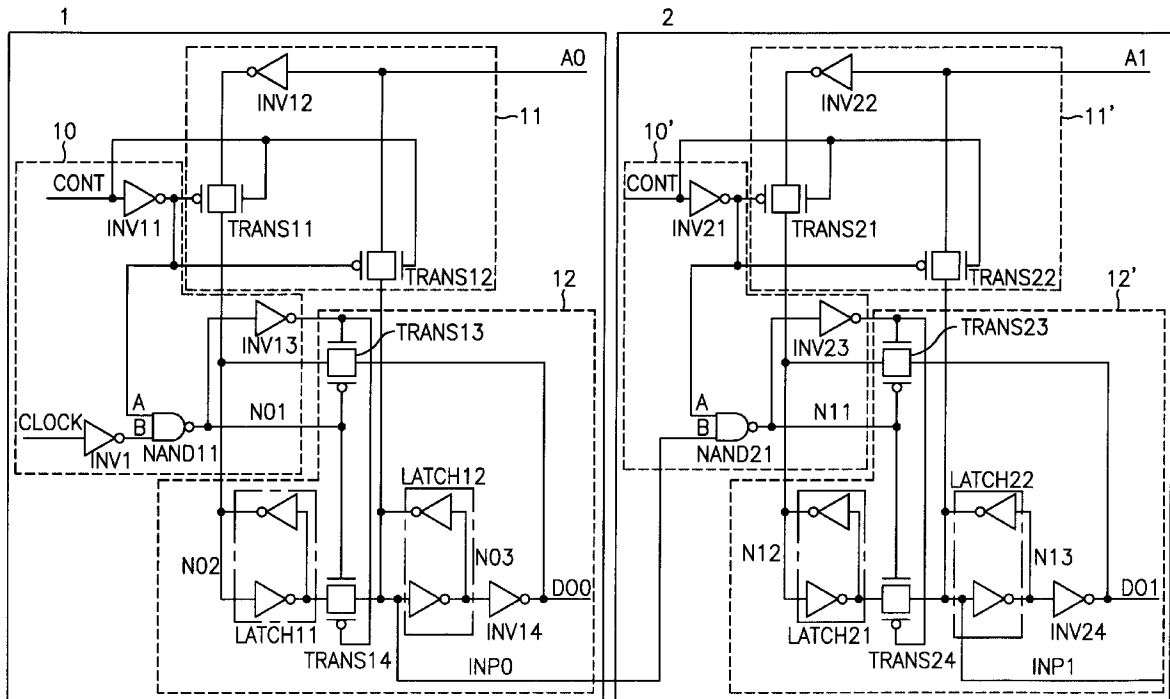 1
2
A0
INV12
11
10
CONT
INV11
TRANS11
TRANS12
12
INV13
TRANS13
A
B
CLOCK
INV1
NAND11
N01
LATCH12
N02
N03
LATCH11
TRANS14
INV14
DO0
INP0
A1
INV22
11'
10'
CONT
INV21
TRANS21
TRANS22
12'
INV23
TRANS23
A
B
NAND21
N11
LATCH22
N12
N13
LATCH21
TRANS24
INV24
DO1
INP1